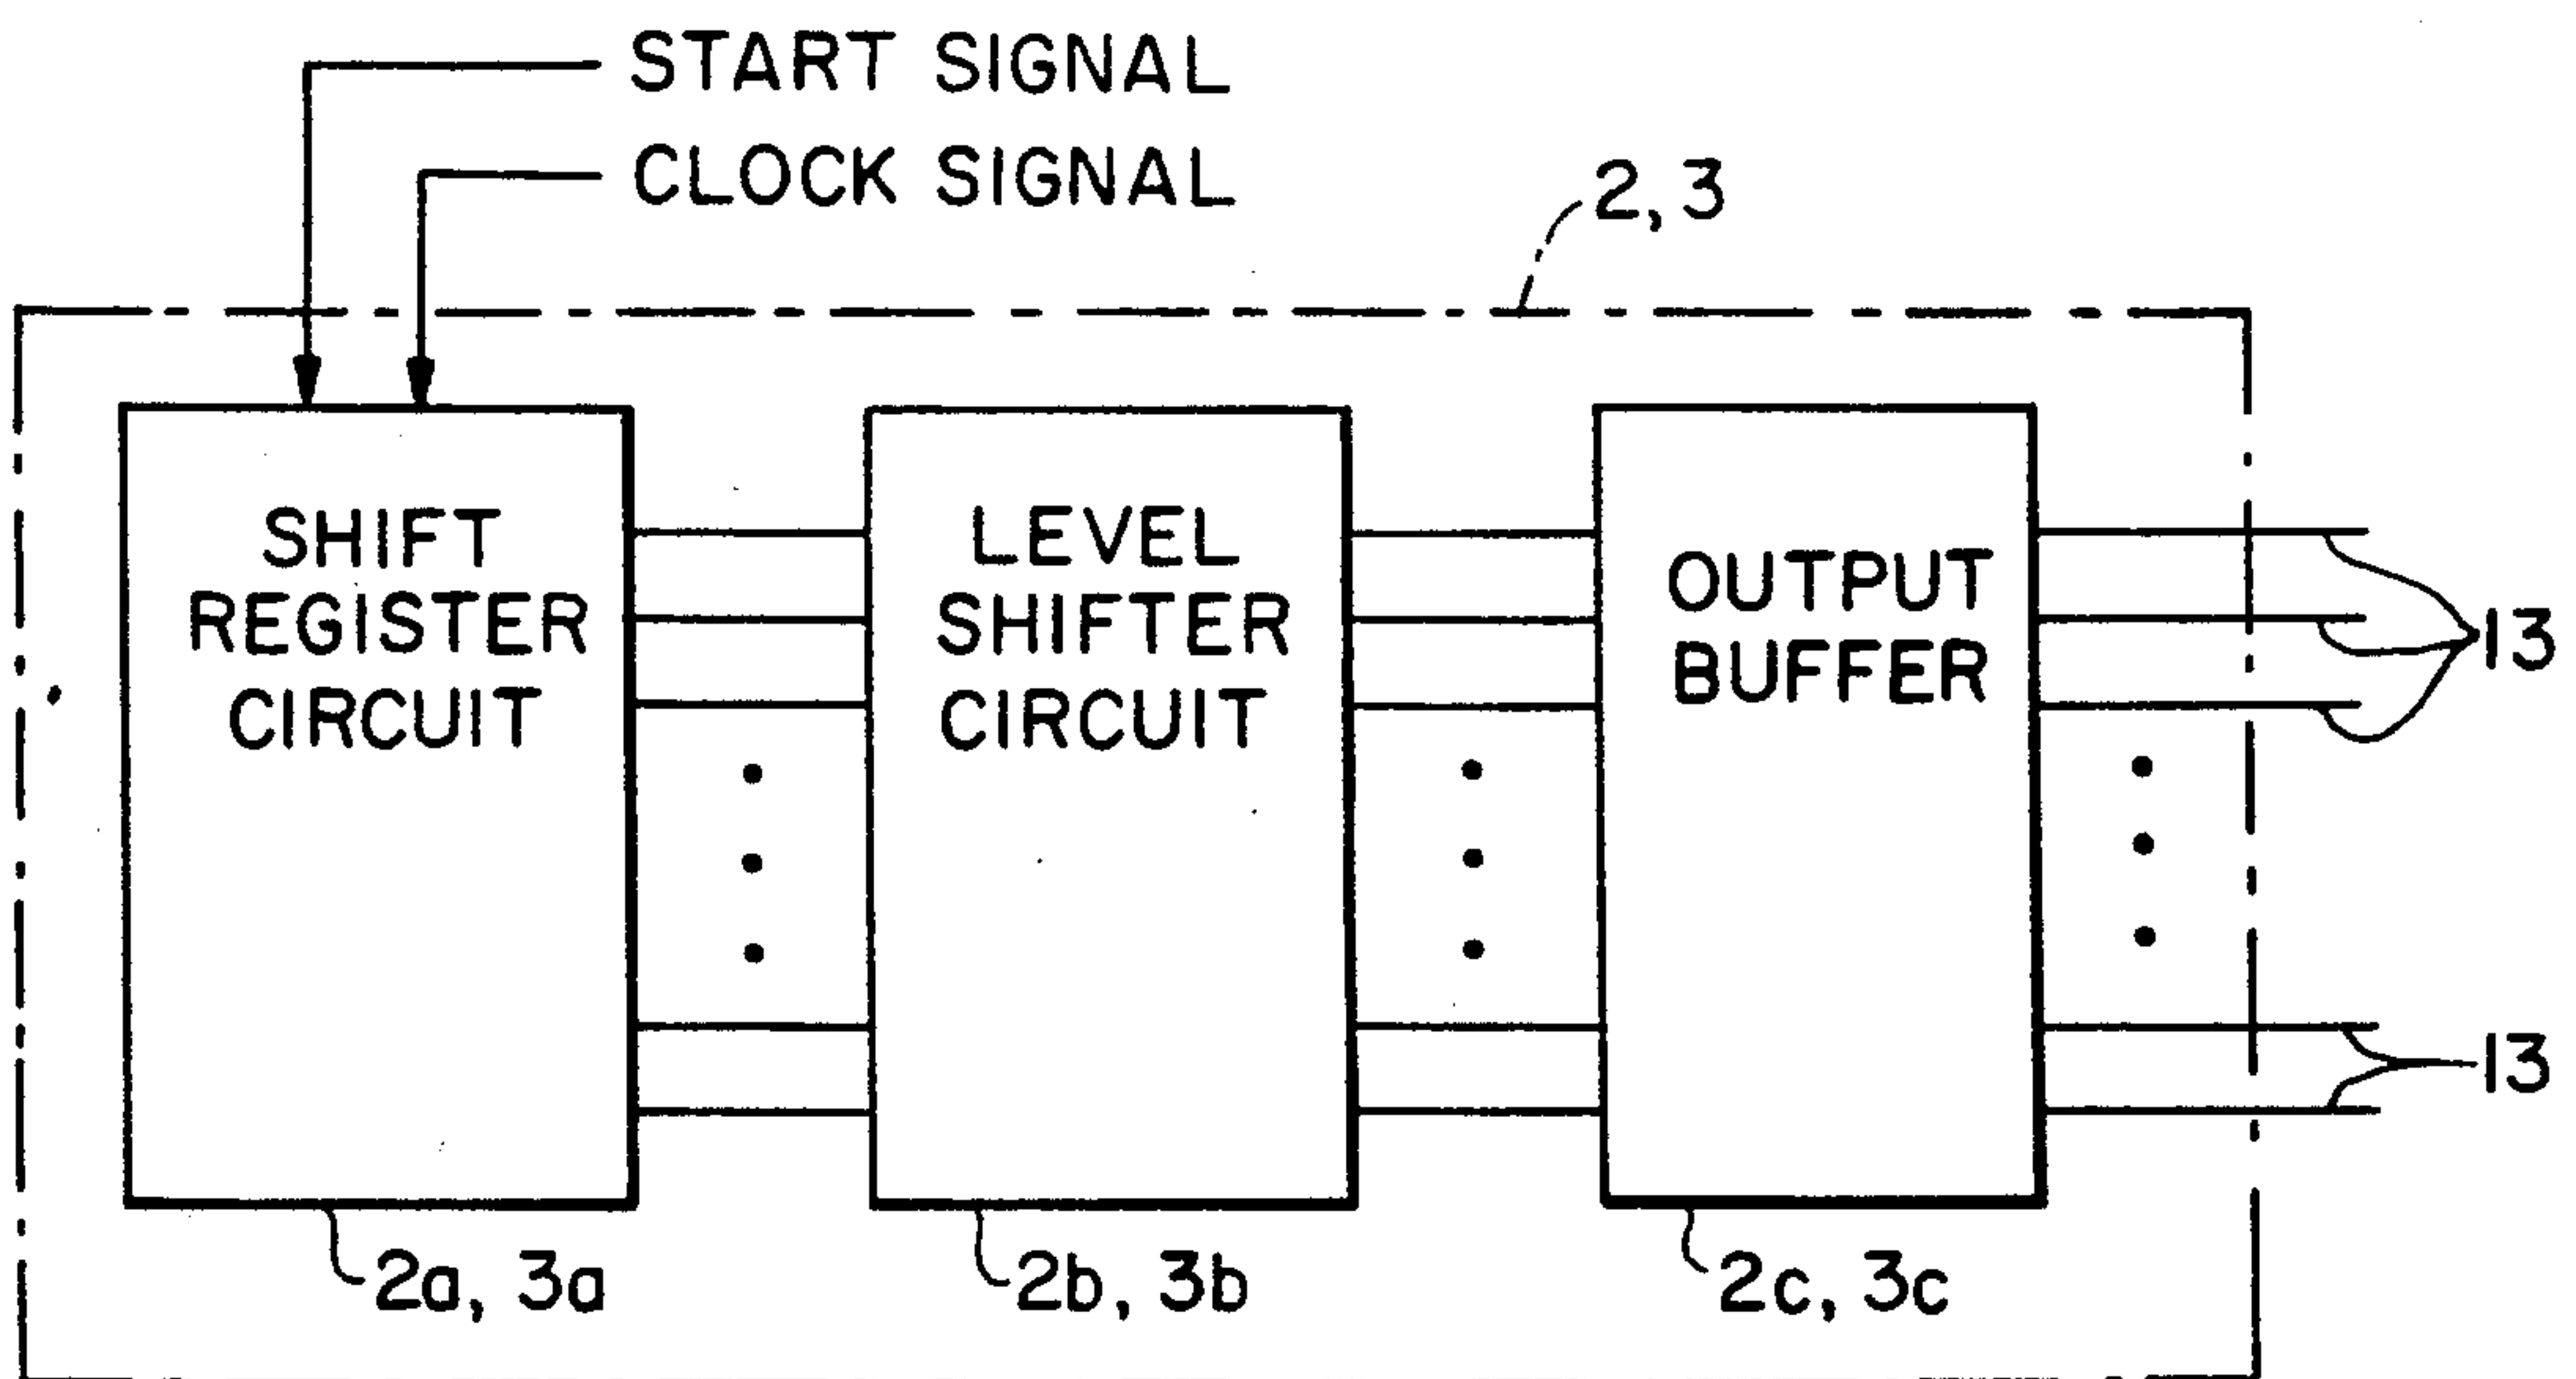 START SIGNAL
CLOCK SIGNAL
2, 3
SHIFT
REGISTER
CIRCUIT
LEVEL
SHIFTER
CIRCUIT
OUTPUT
BUFFER
13
13
2a, 3a
2b, 3b
2c, 3c